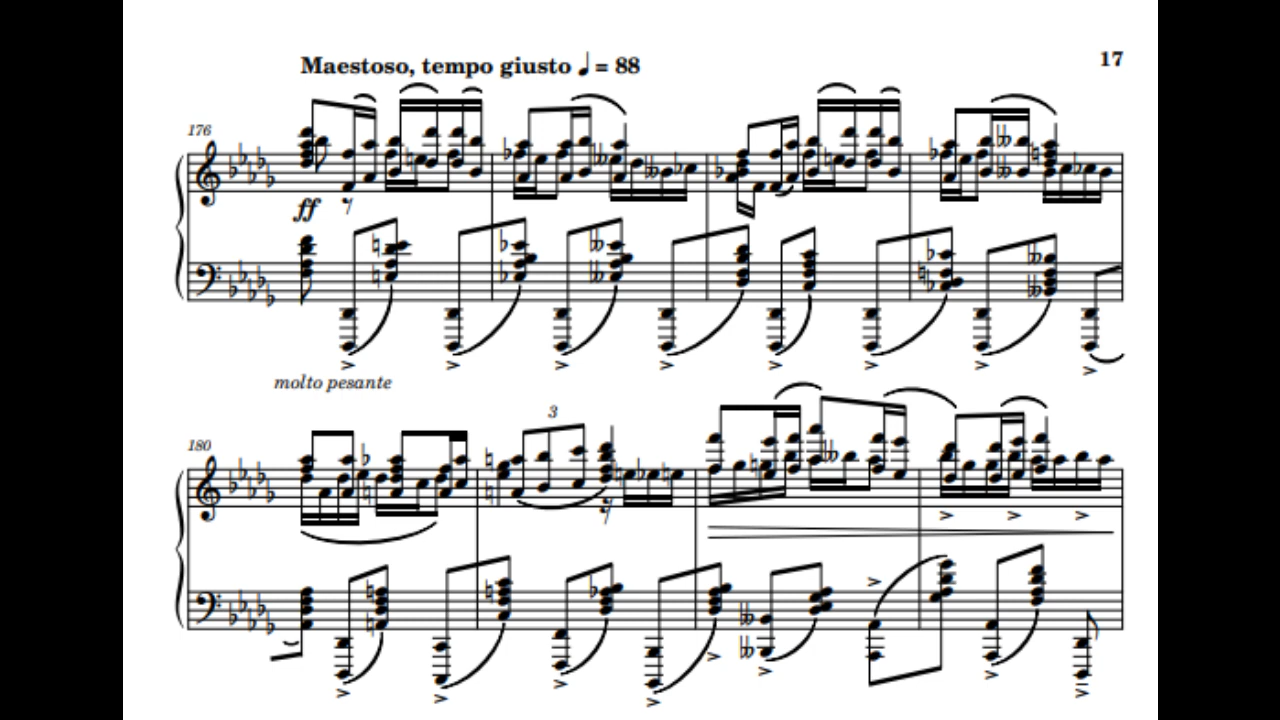 Maestoso, tempo giusto ♩ = 88
17
176
ff
molto pesante
180
3